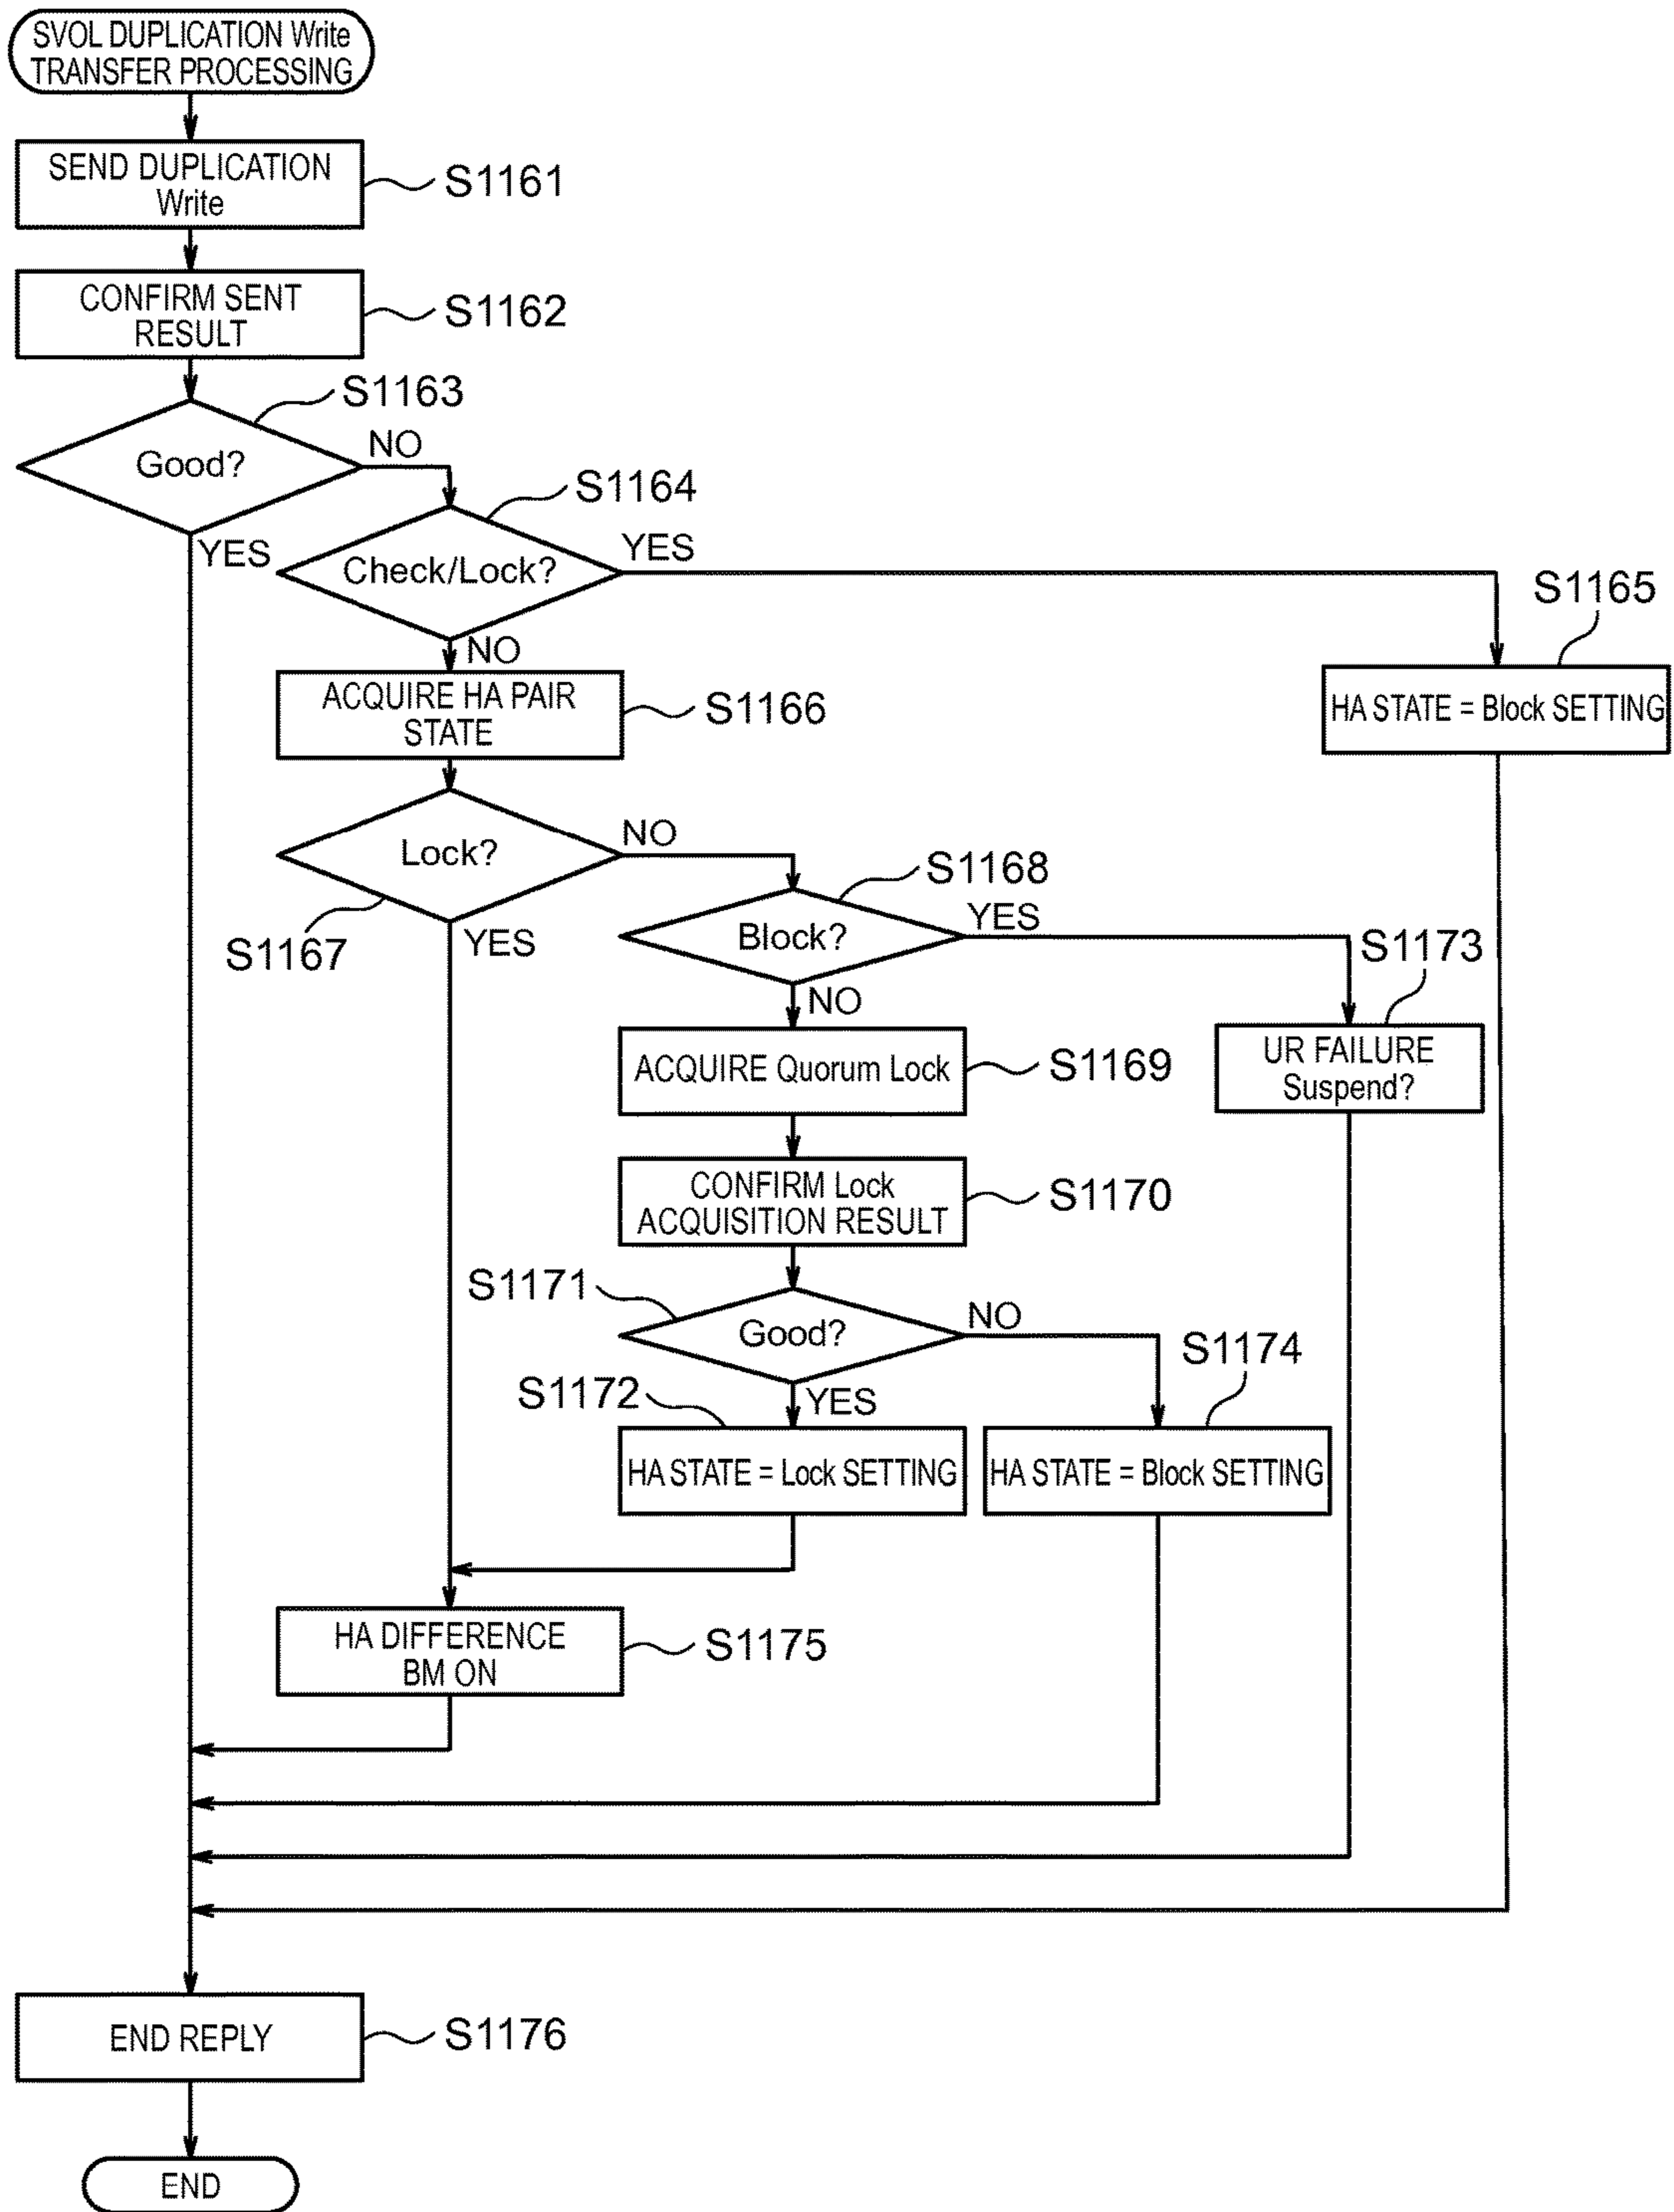 SVOL DUPLICATION Write
TRANSFER PROCESSING
SEND DUPLICATION
Write
S1161
CONFIRM SENT
RESULT
S1162
S1163
Good?
NO
YES
S1164
Check/Lock?
YES
NO
S1165
HA STATE = Block SETTING
ACQUIRE HA PAIR
STATE
S1166
Lock?
NO
S1167
YES
S1168
Block?
YES
NO
S1173
UR FAILURE
Suspend?
ACQUIRE Quorum Lock
S1169
CONFIRM Lock
ACQUISITION RESULT
S1170
S1171
Good?
NO
YES
S1172
HA STATE = Lock SETTING
S1174
HA STATE = Block SETTING
HA DIFFERENCE
BM ON
S1175
END REPLY
S1176
END